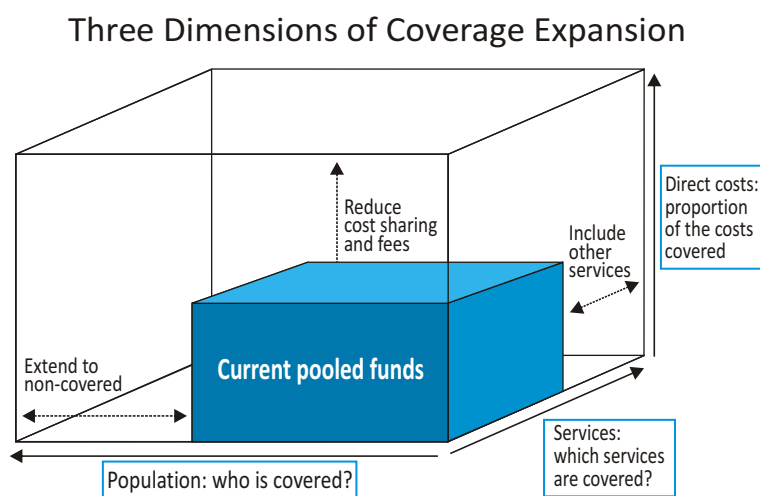 Three Dimensions of Coverage Expansion
Reduce
cost sharing
and fees
Include
other
services
Direct costs:
proportion
of the costs
covered
Extend to
non-covered
Current pooled funds
Services:
which services
are covered?
Population: who is covered?